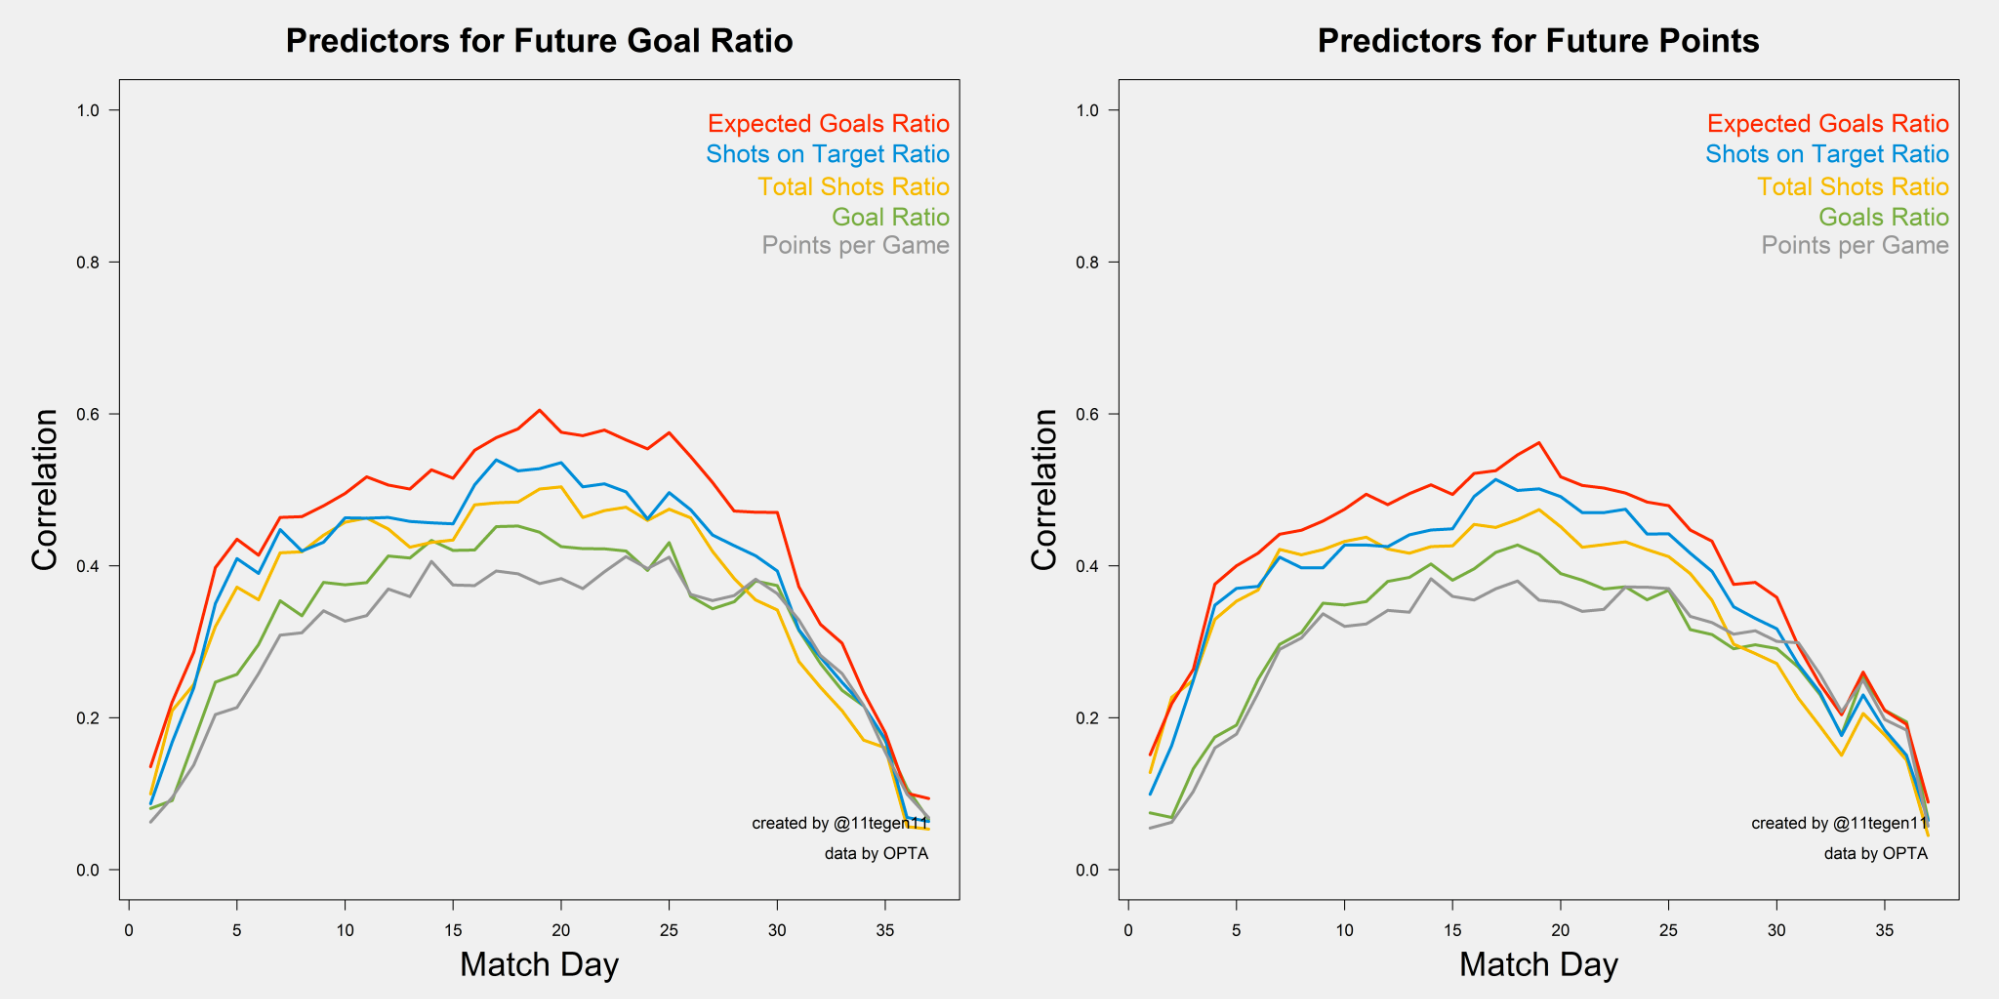 Predictors for Future Goal Ratio
1.0
0.8
0.6
0.4
0.2
0.0
Correlation
Expected Goals Ratio
Shots on Target Ratio
Total Shots Ratio
Goal Ratio
Points per Game
created by @11tegen11
data by OPTA
0 5 10 15 20 25 30 35
Match Day
Predictors for Future Points
1.0
0.8
0.6
0.4
0.2
0.0
Correlation
Expected Goals Ratio
Shots on Target Ratio
Total Shots Ratio
Goals Ratio
Points per Game
created by @11tegen11
data by OPTA
0 5 10 15 20 25 30 35
Match Day